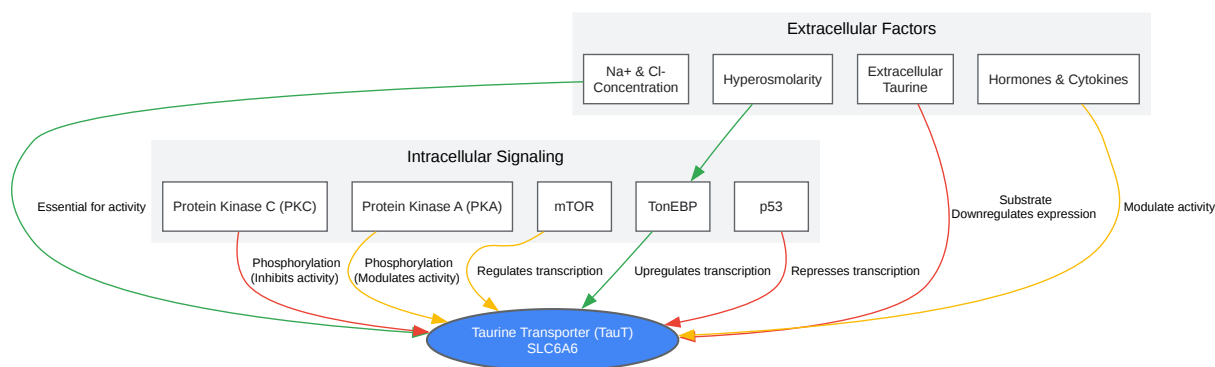 Extracellular Factors
Na+ & Cl-
Concentration
Hyperosmolarity
Extracellular
Taurine
Hormones & Cytokines
Intracellular Signaling
Protein Kinase C (PKC)
Protein Kinase A (PKA)
mTOR
TonEBP
p53
Essential for activity
Substrate
Downregulates expression
Modulate activity
Phosphorylation
(Inhibits activity)
Phosphorylation
(Modulates activity)
Regulates transcription
Upregulates transcription
Represses transcription
Taurine Transporter (TauT)
SLC6A6